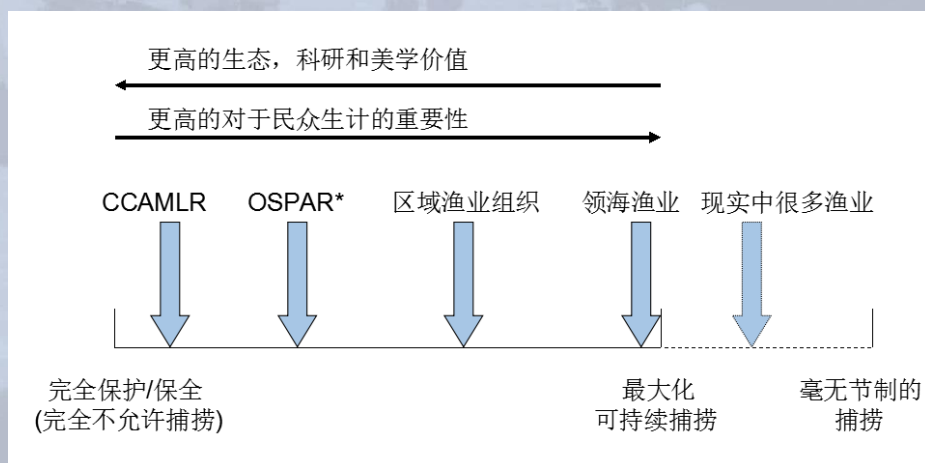 更高的生态，科研和美学价值
更高的对于民众生计的重要性
CCAMLR OSPAR* 区域渔业组织 领海渔业 现实中很多渔业
完全保护/保全
(完全不允许捕捞)
最大化
可持续捕捞
毫无节制的
捕捞